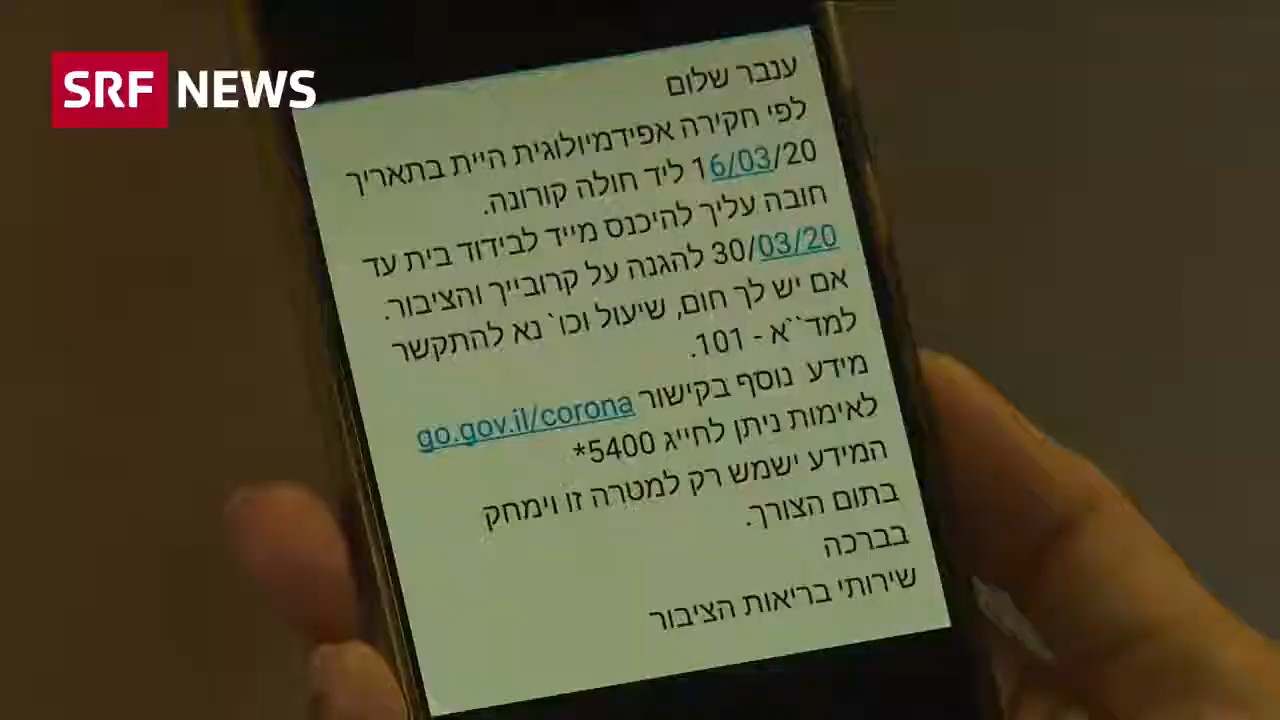 SRF NEWS
ענבר שלום
לפי חקירה אפידמיולוגית היית בתאריך
16/03/20 ליד חולה קורונה.
חובה עליך להיכנס מייד לבידוד בית עד
30/03/20 להגנה על קרובייך והציבור.
אם יש לך חום, שיעול וכו` נא להתקשר
למד``א - 101.
מידע נוסף בקישור go.gov.il/corona
לאימות ניתן לחייג 5400*
המידע ישמש רק למטרה זו וימחק
בתום הצורך.
בברכה
שירותי בריאות הציבור